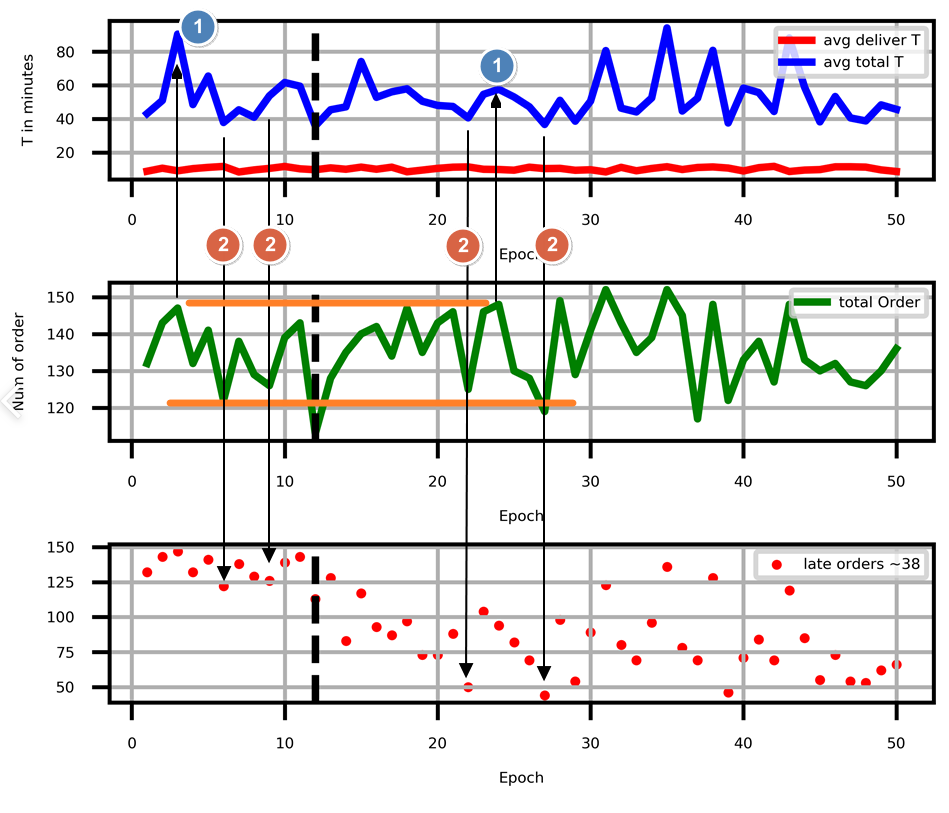 1
80
60
40
20
T in minutes
avg deliver T
avg total T
1
0 10 20 30 40 50
Epoch
2 2 2 2
150
140
130
120
Num of order
total Order
0 10 20 30 40 50
Epoch
150
125
100
75
50
late orders ~38
0 10 20 30 40 50
Epoch